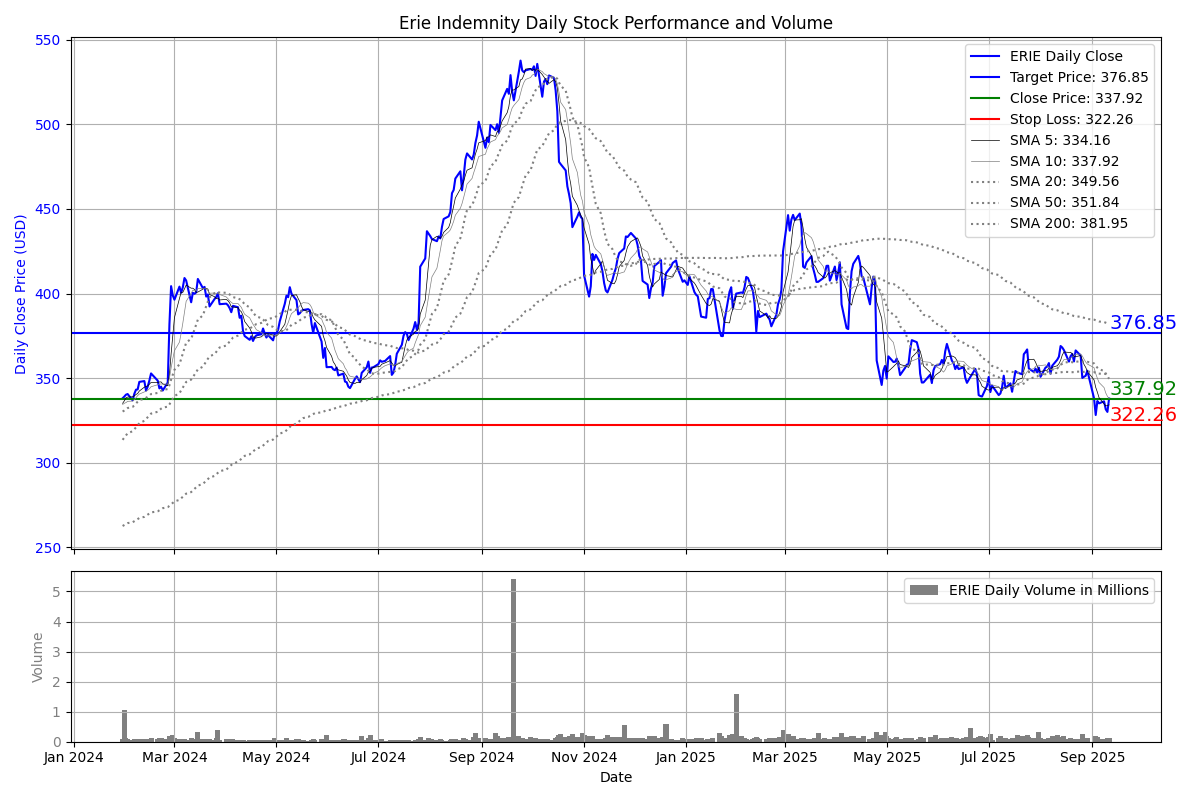 Erie Indemnity Daily Stock Performance and Volume
550
500
450
400
350
300
250
Daily Close Price (USD)
ERIE Daily Close
Target Price: 376.85
Close Price: 337.92
Stop Loss: 322.26
SMA 5: 334.16
SMA 10: 337.92
SMA 20: 349.56
SMA 50: 351.84
SMA 200: 381.95
376.85
337.92
322.26
5
4
3
2
1
0
Volume
ERIE Daily Volume in Millions
Jan 2024
Mar 2024
May 2024
Jul 2024
Sep 2024
Nov 2024
Jan 2025
Mar 2025
May 2025
Jul 2025
Sep 2025
Date